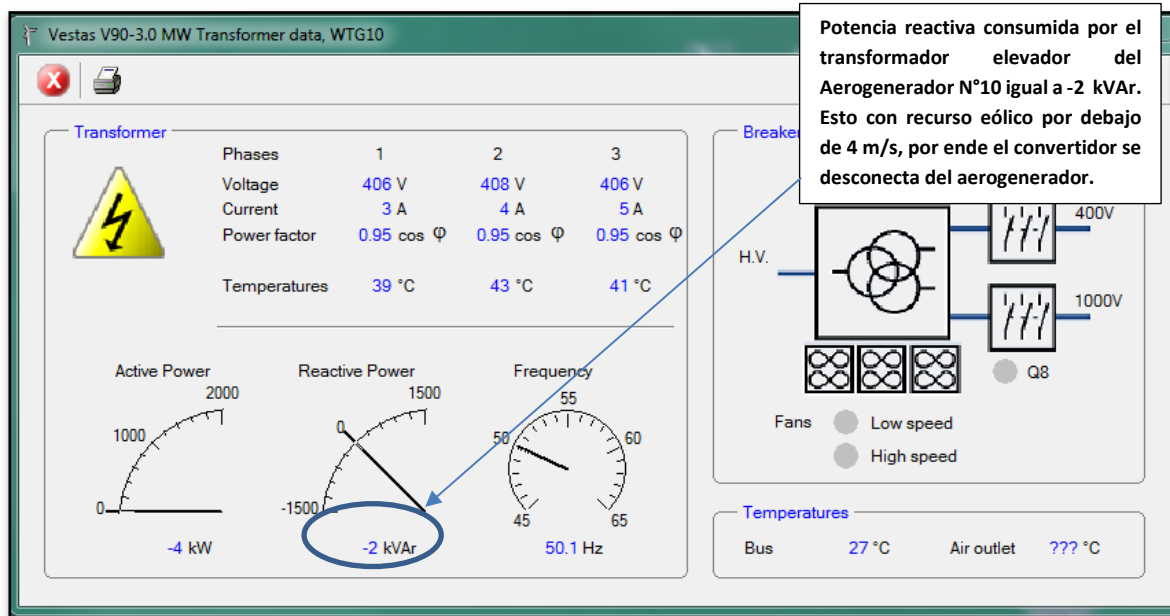 Vestas V90-3.0 MW Transformer data, WTG10
Potencia reactiva consumida por el
transformador elevador del
Aerogenerador N°10 igual a -2 kVAr.
Esto con recurso eólico por debajo
de 4 m/s, por ende el convertidor se
desconecta del aerogenerador.
Transformer
Phases 1 2 3
Voltage 406 V 408 V 406 V
Current 3 A 4 A 5 A
Power factor 0.95 cos φ 0.95 cos φ 0.95 cos φ
Temperatures 39 °C 43 °C 41 °C
Active Power
2000
1000
0
-4 kW
Reactive Power
1500
0
-1500
-2 kVAr
Frequency
55
50
60
45
65
50.1 Hz
Breaker
H.V.
400V
1000V
Q8
Fans
Low speed
High speed
Temperatures
Bus 27 °C Air outlet ??? °C